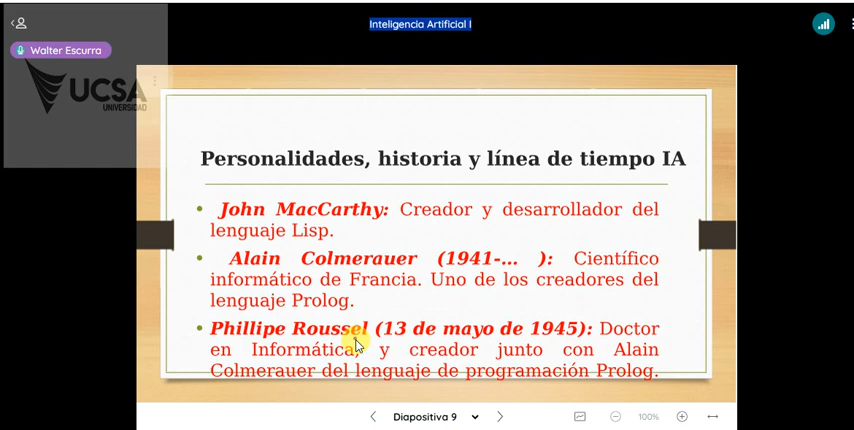 Inteligencia Artificial I
Walter Escurra
UCSA
UNIVERSIDAD
Personalidades, historia y línea de tiempo IA
• John MacCarthy: Creador y desarrollador del
lenguaje Lisp.
• Alain Colmerauer (1941-... ): Científico
informático de Francia. Uno de los creadores del
lenguaje Prolog.
• Phillipe Roussel (13 de mayo de 1945): Doctor
en Informática, y creador junto con Alain
Colmerauer del lenguaje de programación Prolog.
Diapositiva 9
100%